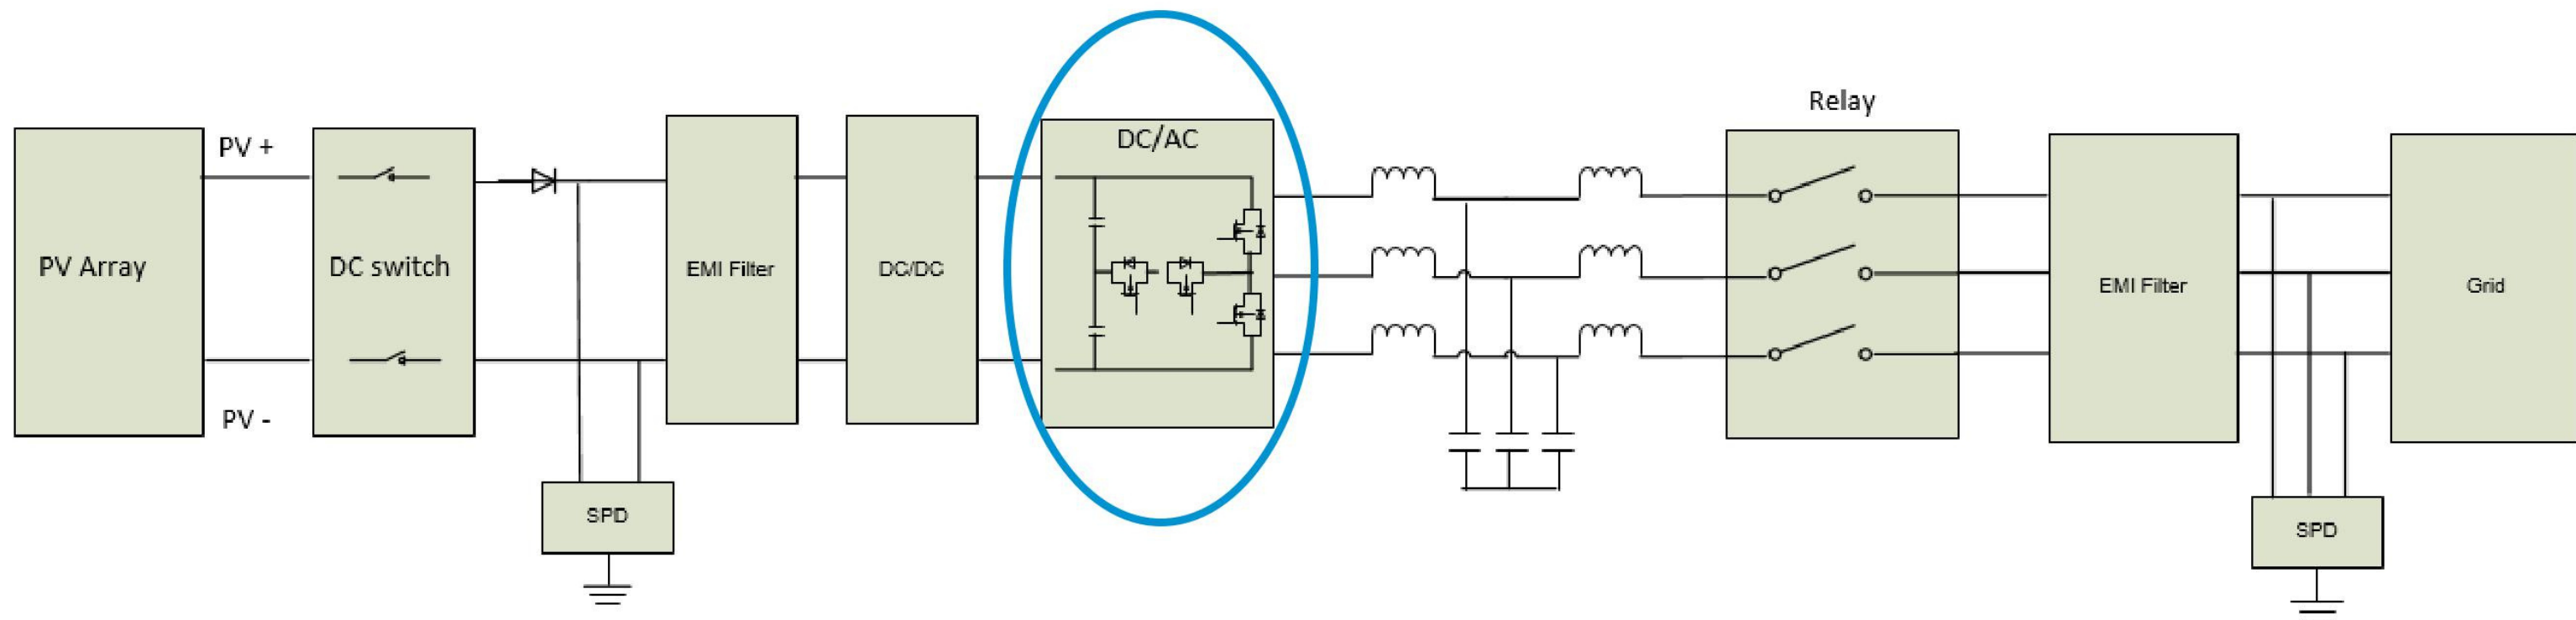 Relay
PV +
DC/AC
PV Array
DC switch
EMI Filter
DC/DC
EMI Filter
Grid
PV -
SPD
SPD